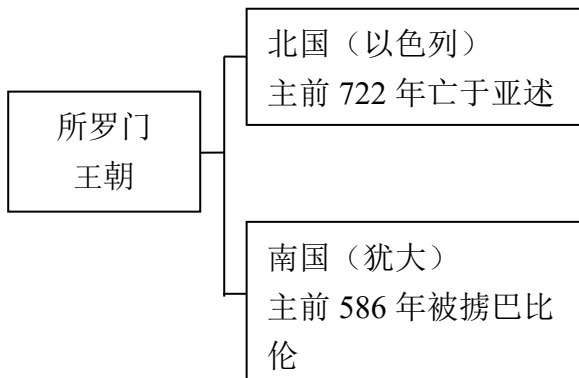 所罗门
王朝
北国（以色列）
主前 722 年亡于亚述
南国（犹大）
主前 586 年被掳巴比
伦